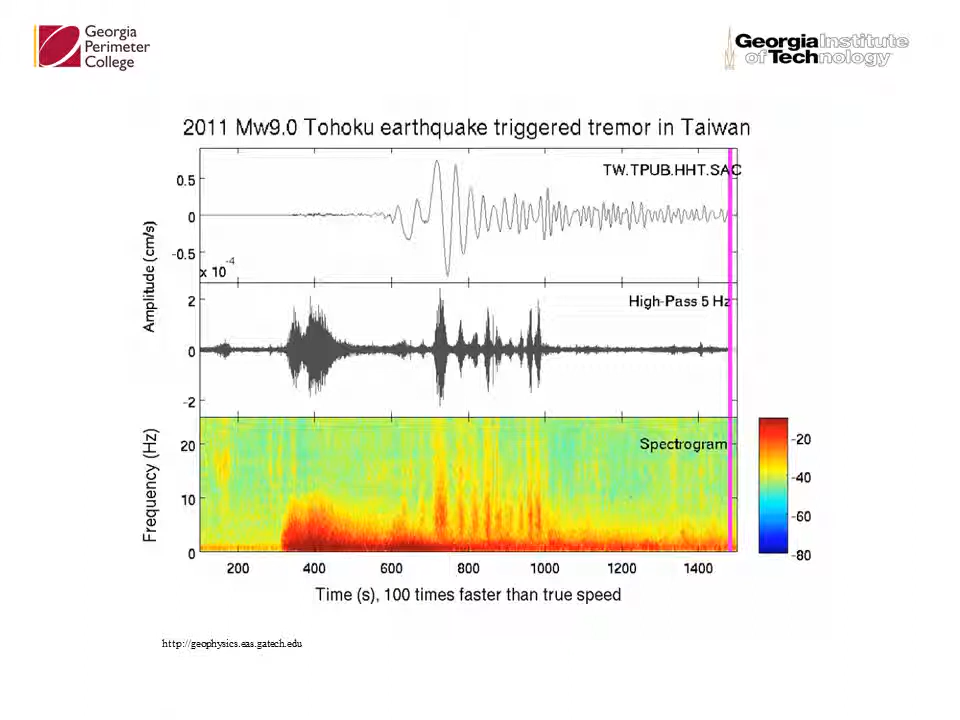 Georgia
Perimeter
College
Georgia Institute
of Technology
2011 Mw9.0 Tohoku earthquake triggered tremor in Taiwan
TW.TPUB.HHT.SAC
0.5
0
-0.5
x 10
-4
Amplitude (cm/s)
High-Pass 5 Hz
2
0
-2
Spectrogram
20
10
0
Frequency (Hz)
-20
-40
-60
-80
200 400 600 800 1000 1200 1400
Time (s), 100 times faster than true speed
http://geophysics.eas.gatech.edu